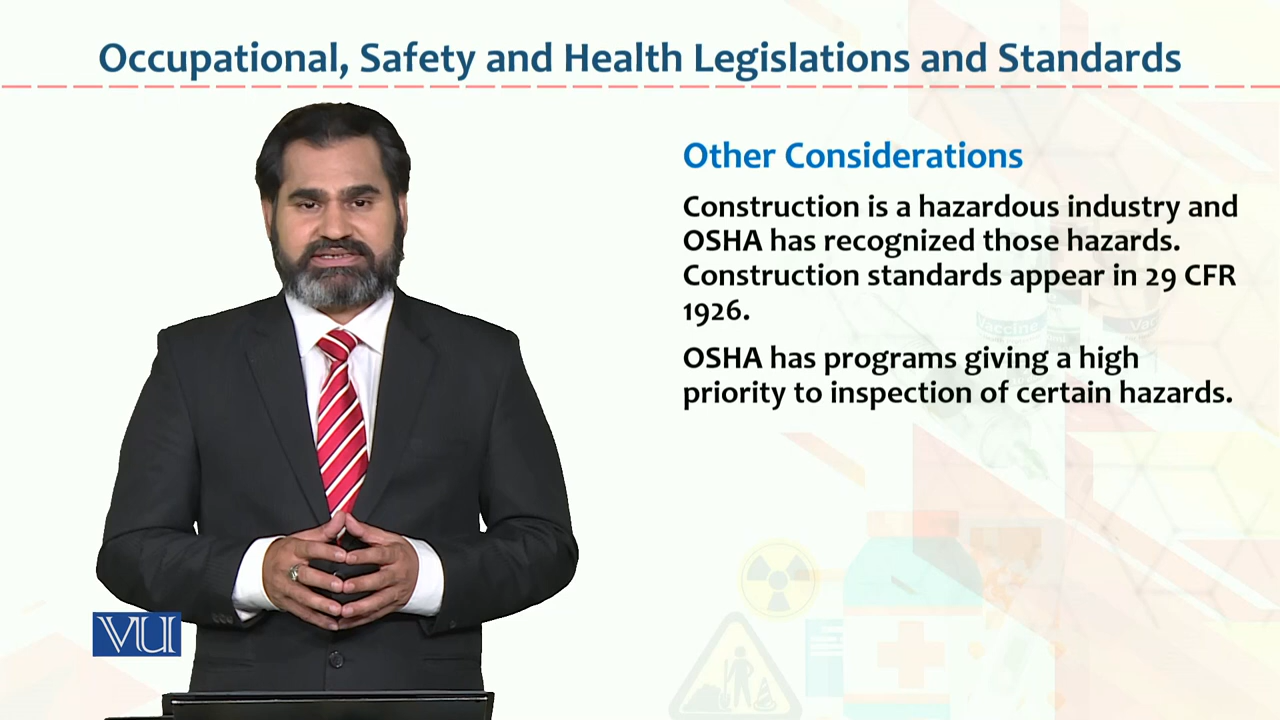 Occupational, Safety and Health Legislations and Standards
Other Considerations
Construction is a hazardous industry and
OSHA has recognized those hazards.
Construction standards appear in 29 CFR
1926.
OSHA has programs giving a high
priority to inspection of certain hazards.
Vaccine
VU